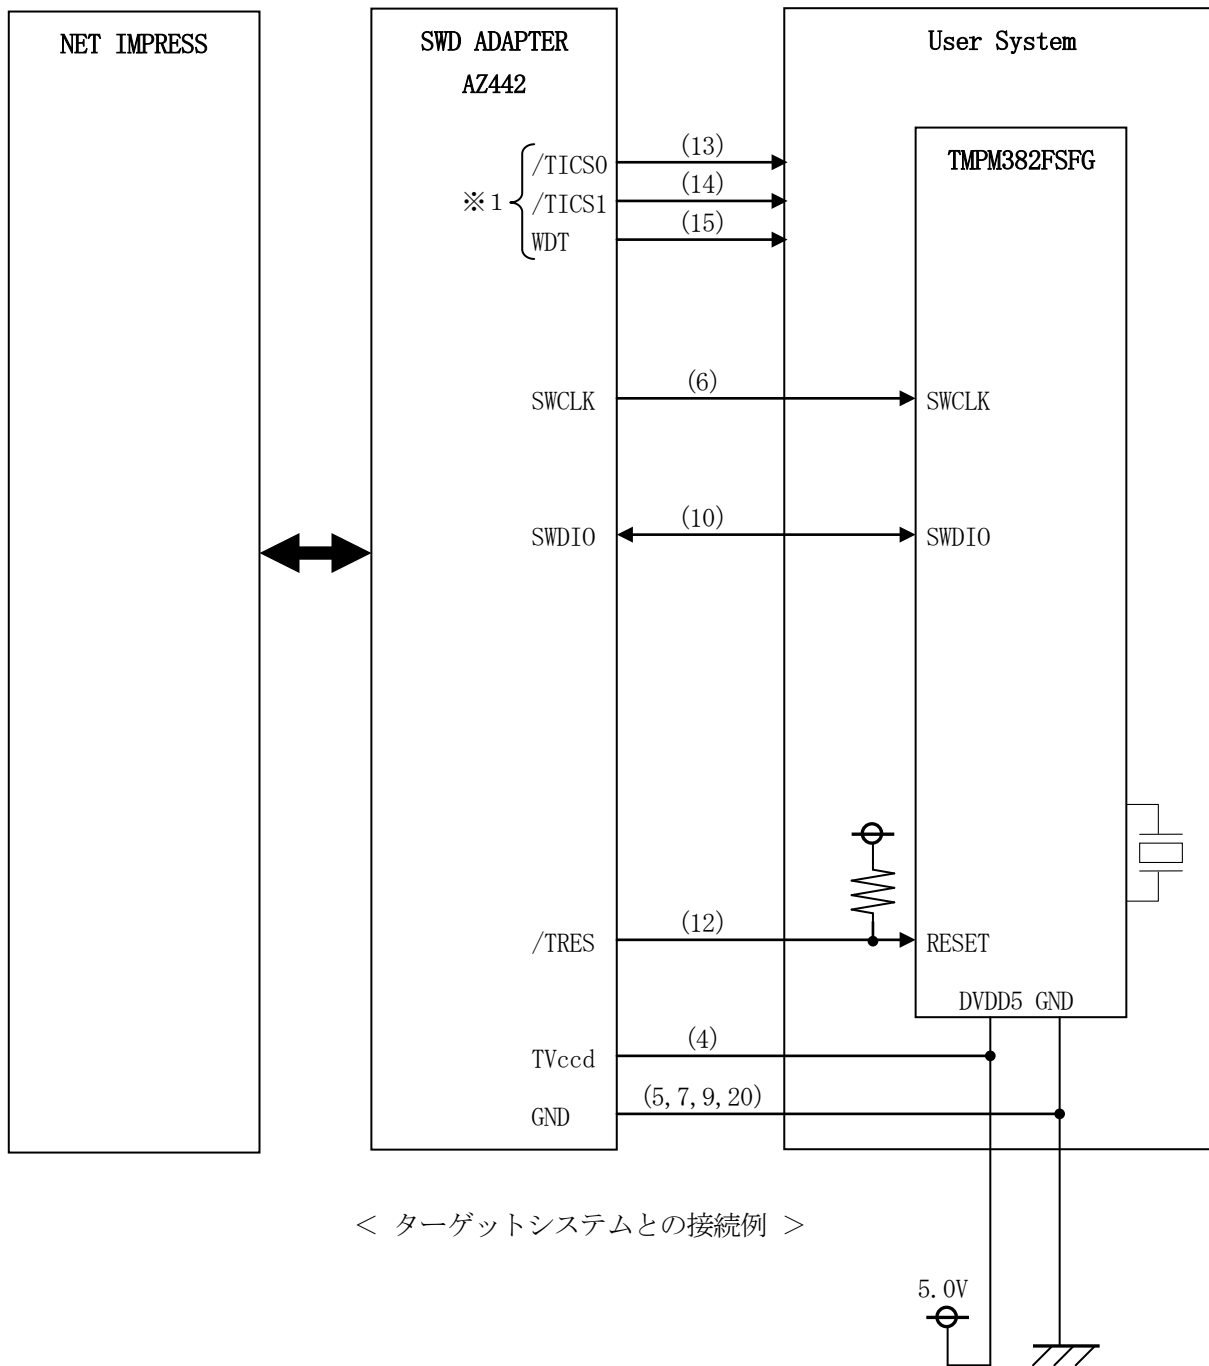 NET IMPRESS
SWD ADAPTER
AZ442
User System
TMPM382FSFG
※1
/TICS0
(13)
/TICS1
(14)
WDT
(15)
SWCLK
(6)
SWCLK
SWDIO
(10)
SWDIO
/TRES
(12)
RESET
DVDD5 GND
TVccd
(4)
GND
(5,7,9,20)
< ターゲットシステムとの接続例 >
5.0V